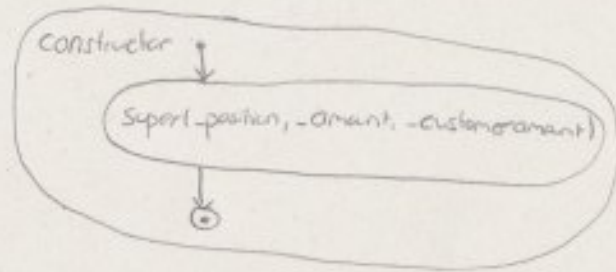 constructor
super(_position, _amount, _customeramount)